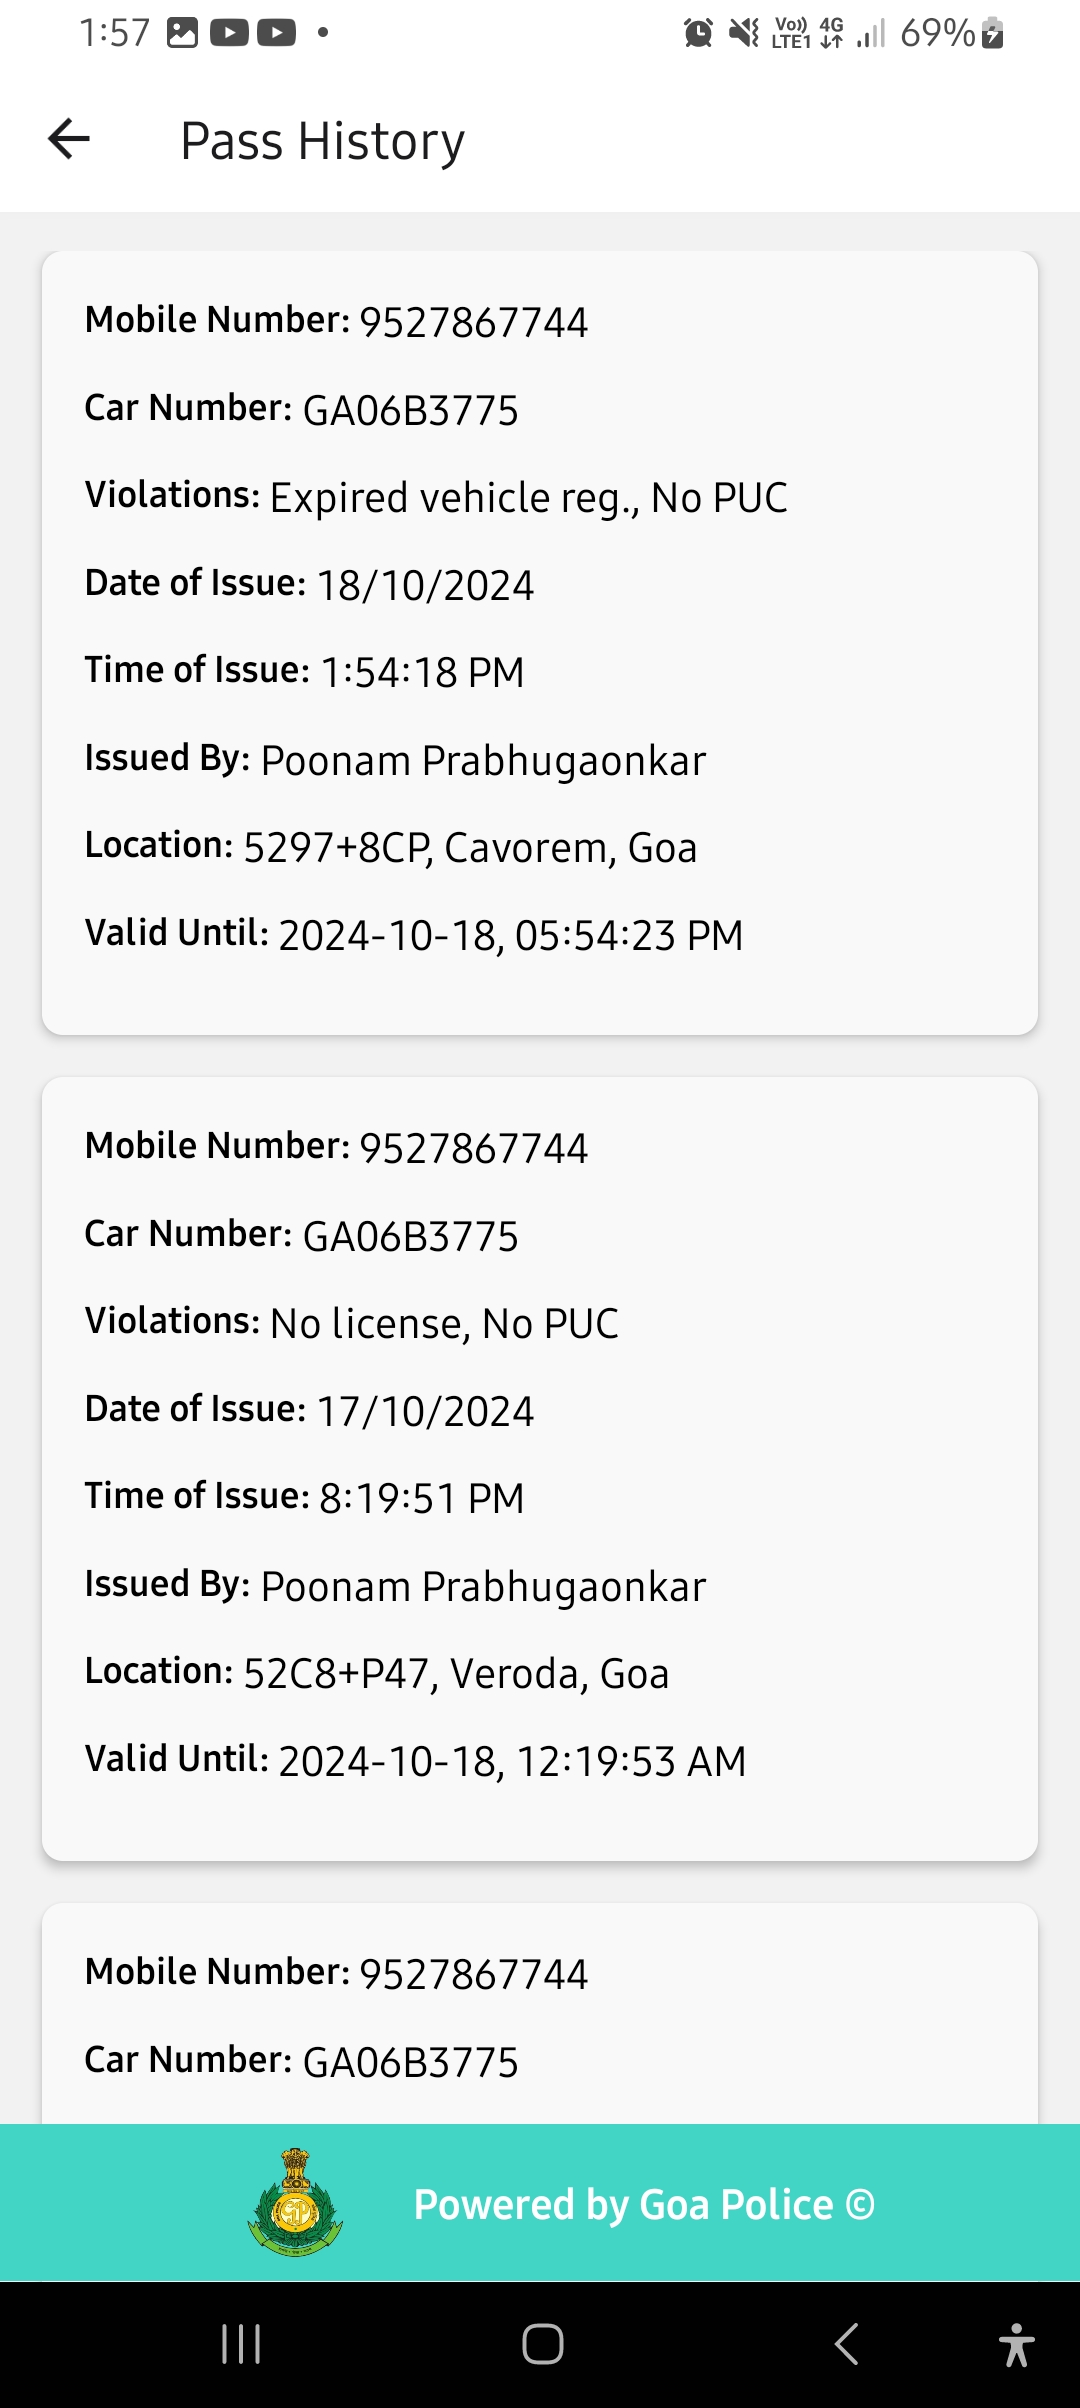 1:57
Vo)) LTE1 4G 69%
Pass History
Mobile Number: 9527867744
Car Number: GA06B3775
Violations: Expired vehicle reg., No PUC
Date of Issue: 18/10/2024
Time of Issue: 1:54:18 PM
Issued By: Poonam Prabhugaonkar
Location: 5297+8CP, Cavorem, Goa
Valid Until: 2024-10-18, 05:54:23 PM
Mobile Number: 9527867744
Car Number: GA06B3775
Violations: No license, No PUC
Date of Issue: 17/10/2024
Time of Issue: 8:19:51 PM
Issued By: Poonam Prabhugaonkar
Location: 52C8+P47, Veroda, Goa
Valid Until: 2024-10-18, 12:19:53 AM
Mobile Number: 9527867744
Car Number: GA06B3775
Powered by Goa Police ©